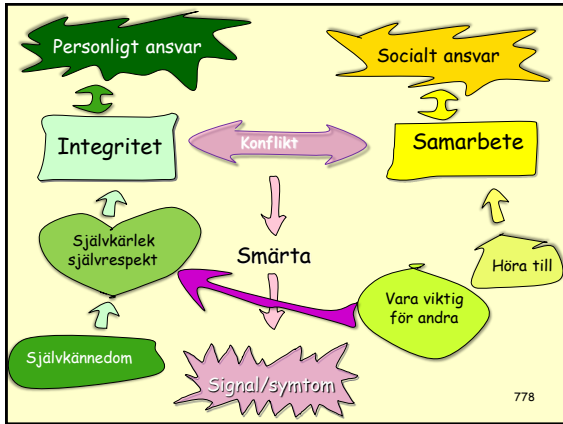 Personligt ansvar
Socialt ansvar
Integritet
Konflikt
Samarbete
Självkärlek
självrespekt
Smärta
Höra till
Vara viktig
för andra
Självkännedom
Signal/symtom
778